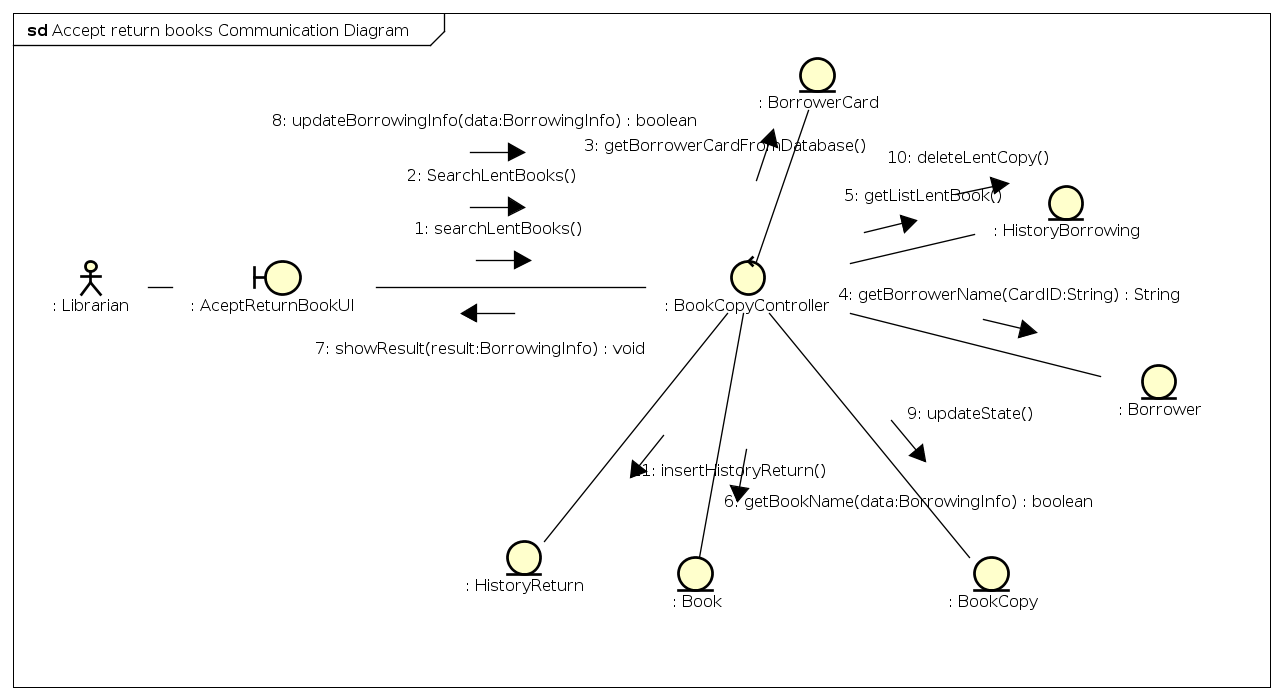 sd Accept return books Communication Diagram
: BorrowerCard
8: updateBorrowingInfo(data:BorrowingInfo) : boolean
3: getBorrowerCardFromDatabase()
10: deleteLentCopy()
2: SearchLentBooks()
5: getListLentBook()
1: searchLentBooks()
: HistoryBorrowing
: Librarian
: AceptReturnBookUI
: BookCopyController
4: getBorrowerName(CardID:String) : String
7: showResult(result:BorrowingInfo) : void
: Borrower
9: updateState()
11: insertHistoryReturn()
6: getBookName(data:BorrowingInfo) : boolean
: HistoryReturn
: Book
: BookCopy